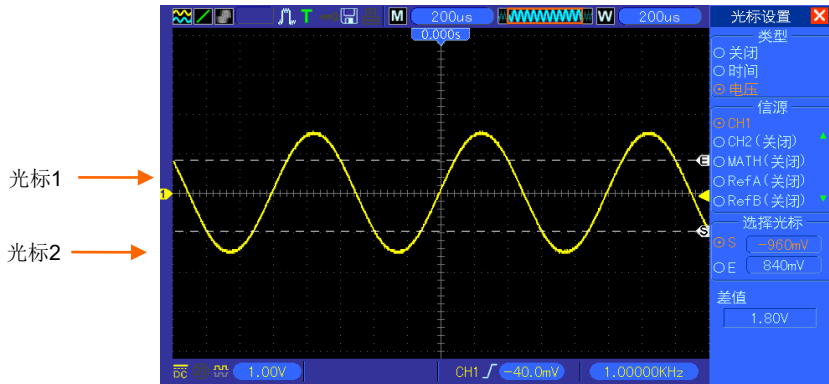 T M 200us W 200us 光标设置
0.000s
类型
关闭
时间
电压
信源
CH1
CH2(关闭)
MATH(关闭)
RefA(关闭)
RefB(关闭)
选择光标
S -960mV
E 840mV
差值
1.80V
光标1
光标2
E
1
S
DC 1.00V CH1 -40.0mV 1.00000KHz